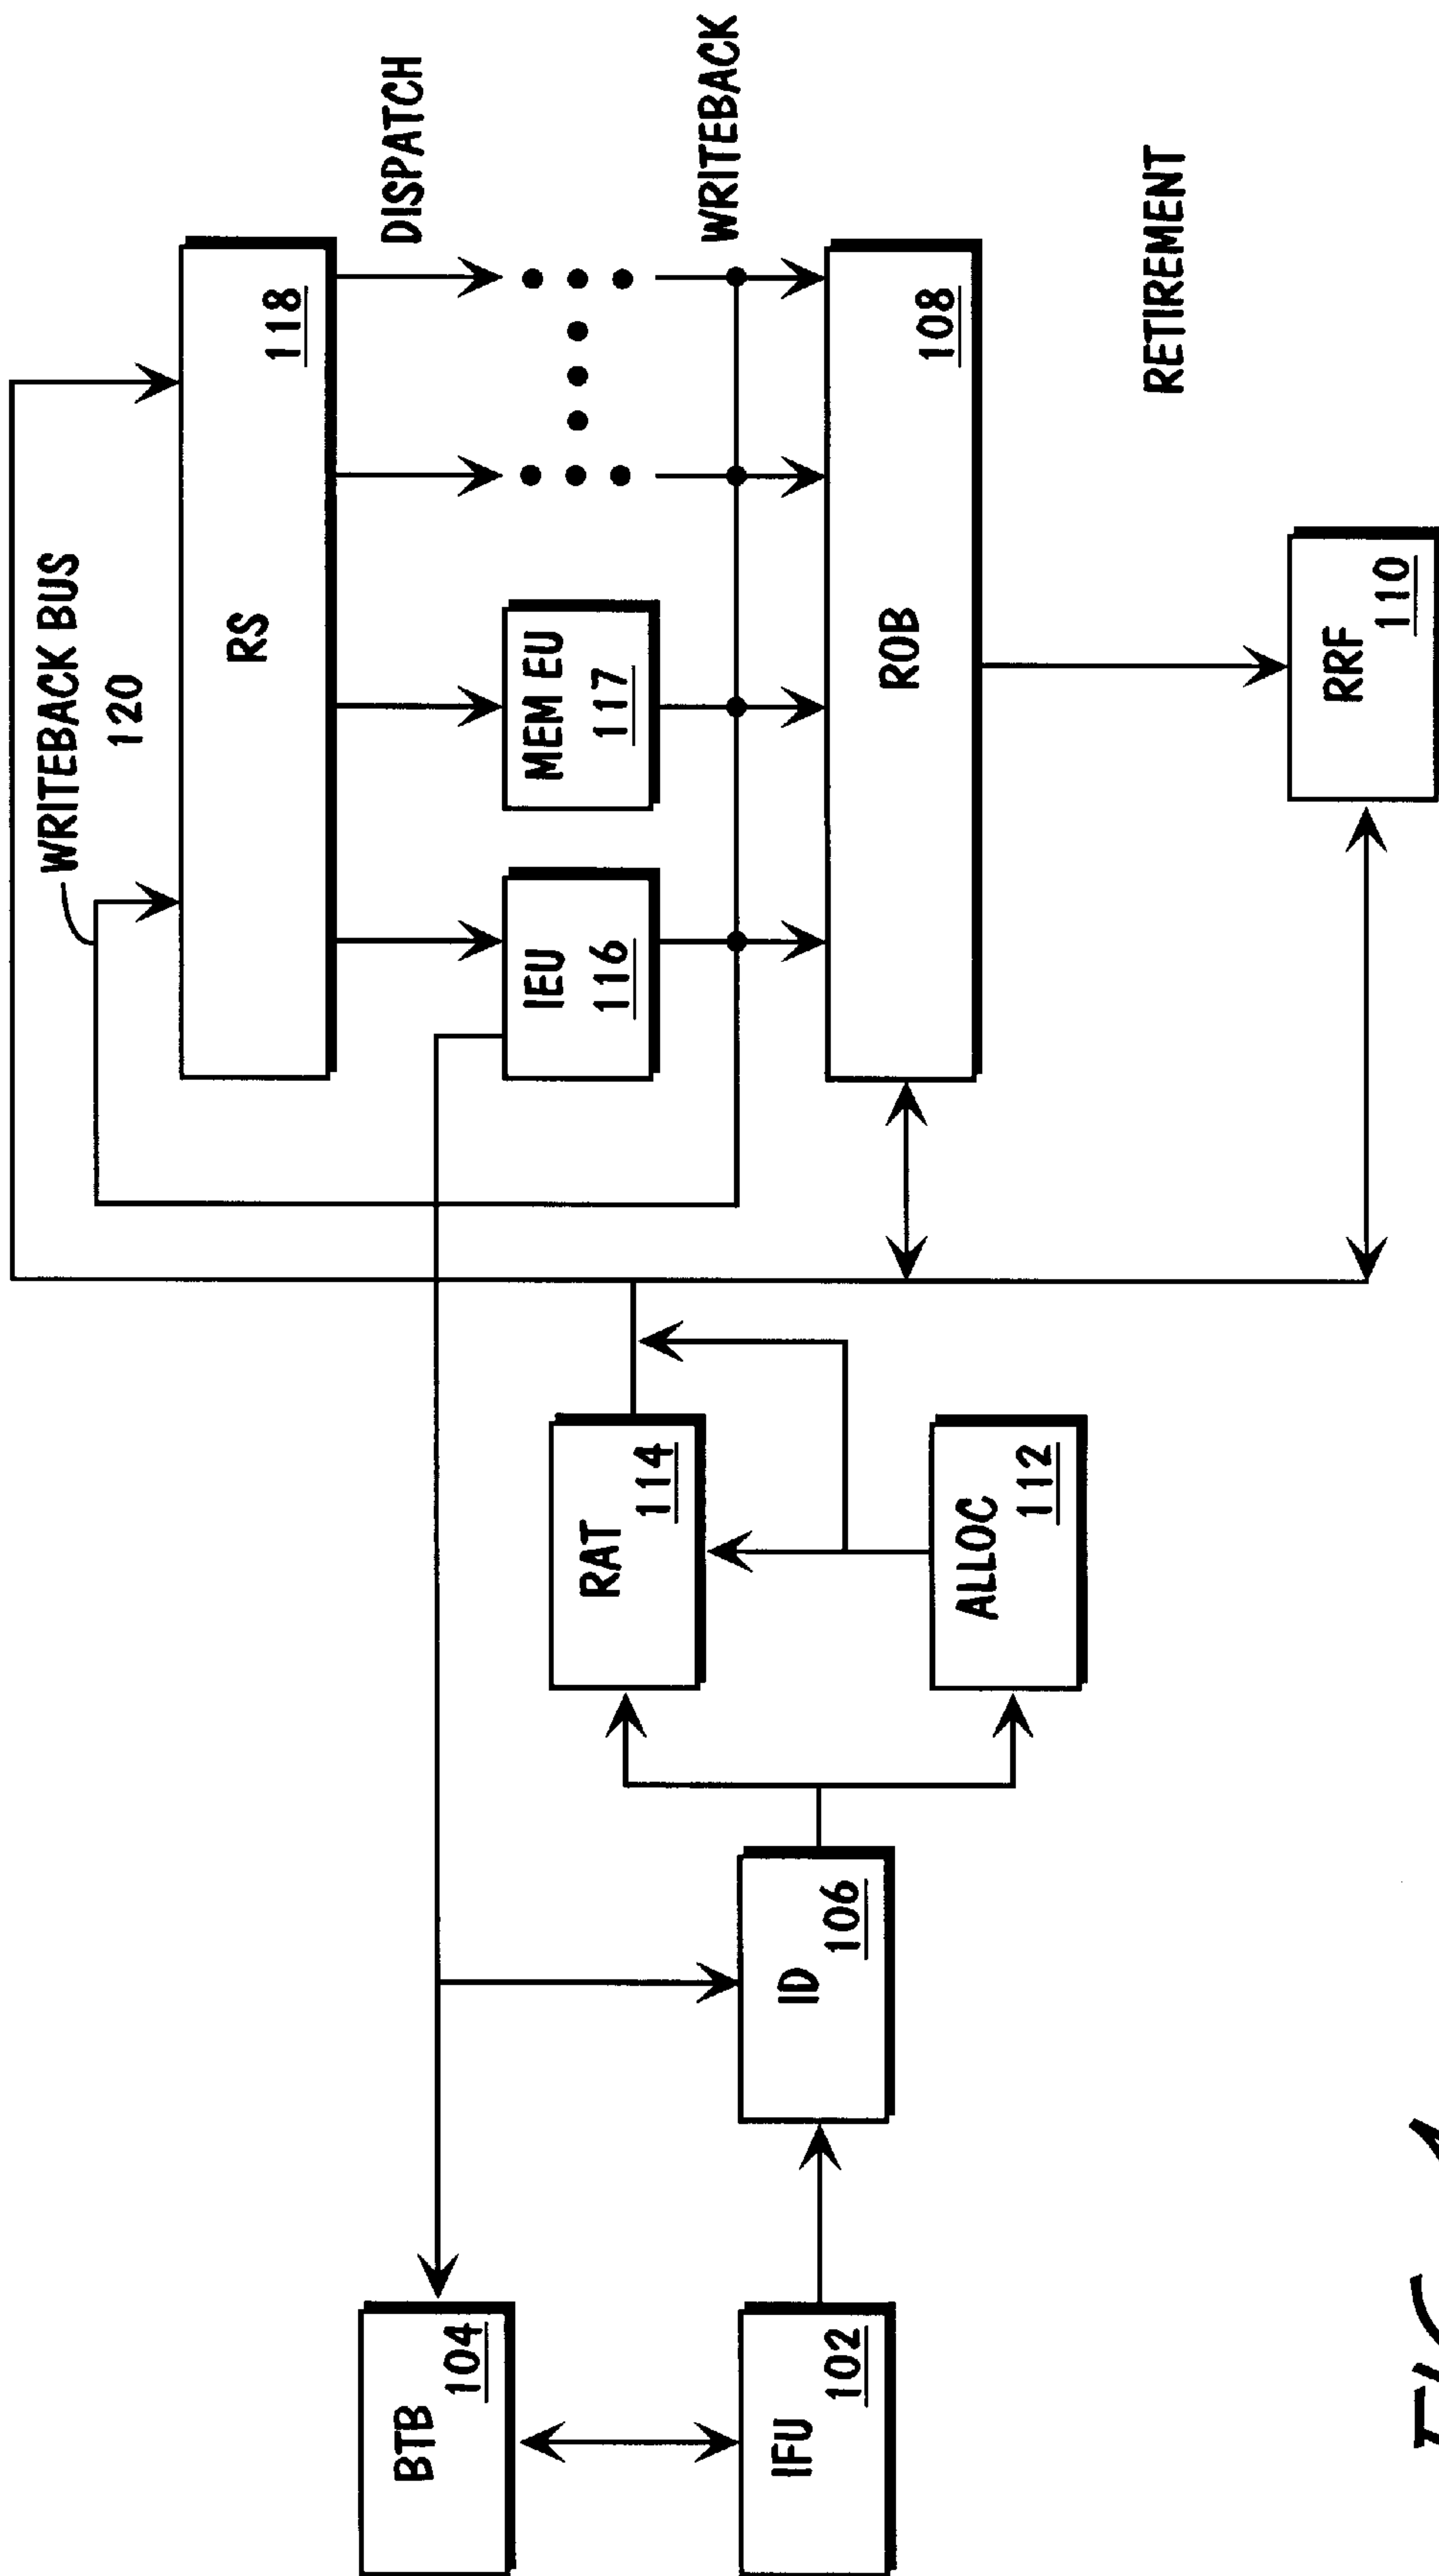 WRITEBACK BUS
120
RS
118
DISPATCH
BTB
104
IEU
116
MEM EU
117
RAT
114
WRITEBACK
IFU
102
ID
106
ROB
108
ALLOC
112
RETIREMENT
RRF
110